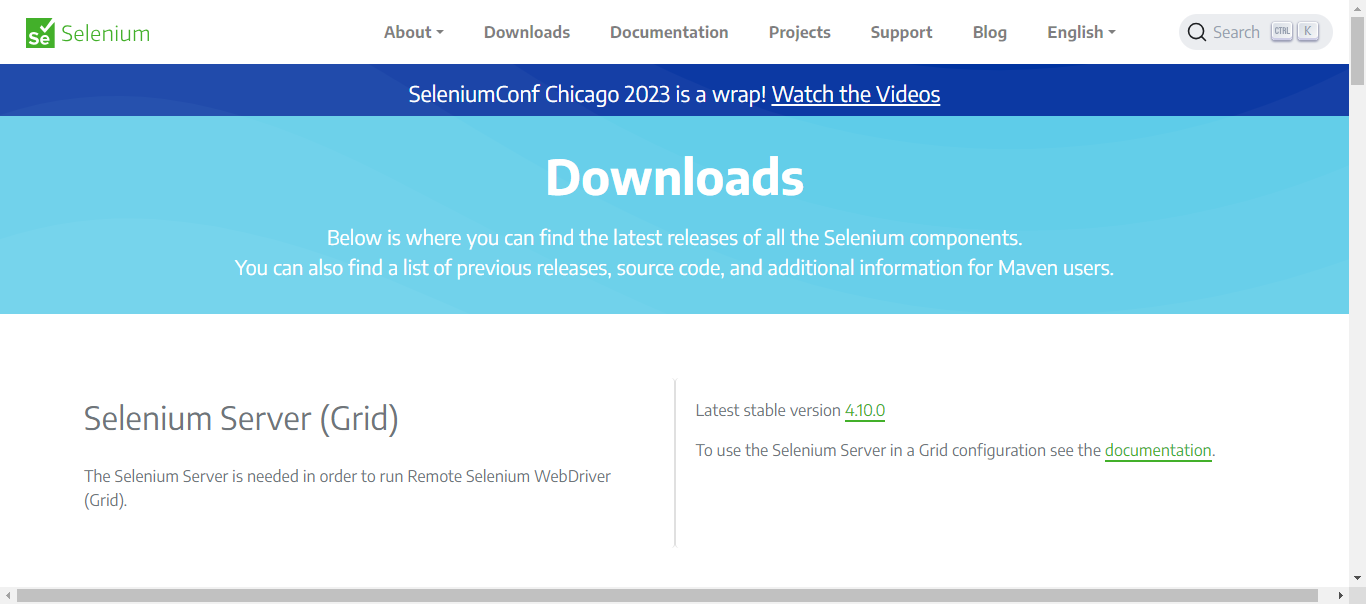 Se Selenium
About Downloads Documentation Projects Support Blog English Search CTRL K
SeleniumConf Chicago 2023 is a wrap! Watch the Videos
Downloads
Below is where you can find the latest releases of all the Selenium components.
You can also find a list of previous releases, source code, and additional information for Maven users.
Selenium Server (Grid)
The Selenium Server is needed in order to run Remote Selenium WebDriver
(Grid).
Latest stable version 4.10.0
To use the Selenium Server in a Grid configuration see the documentation.